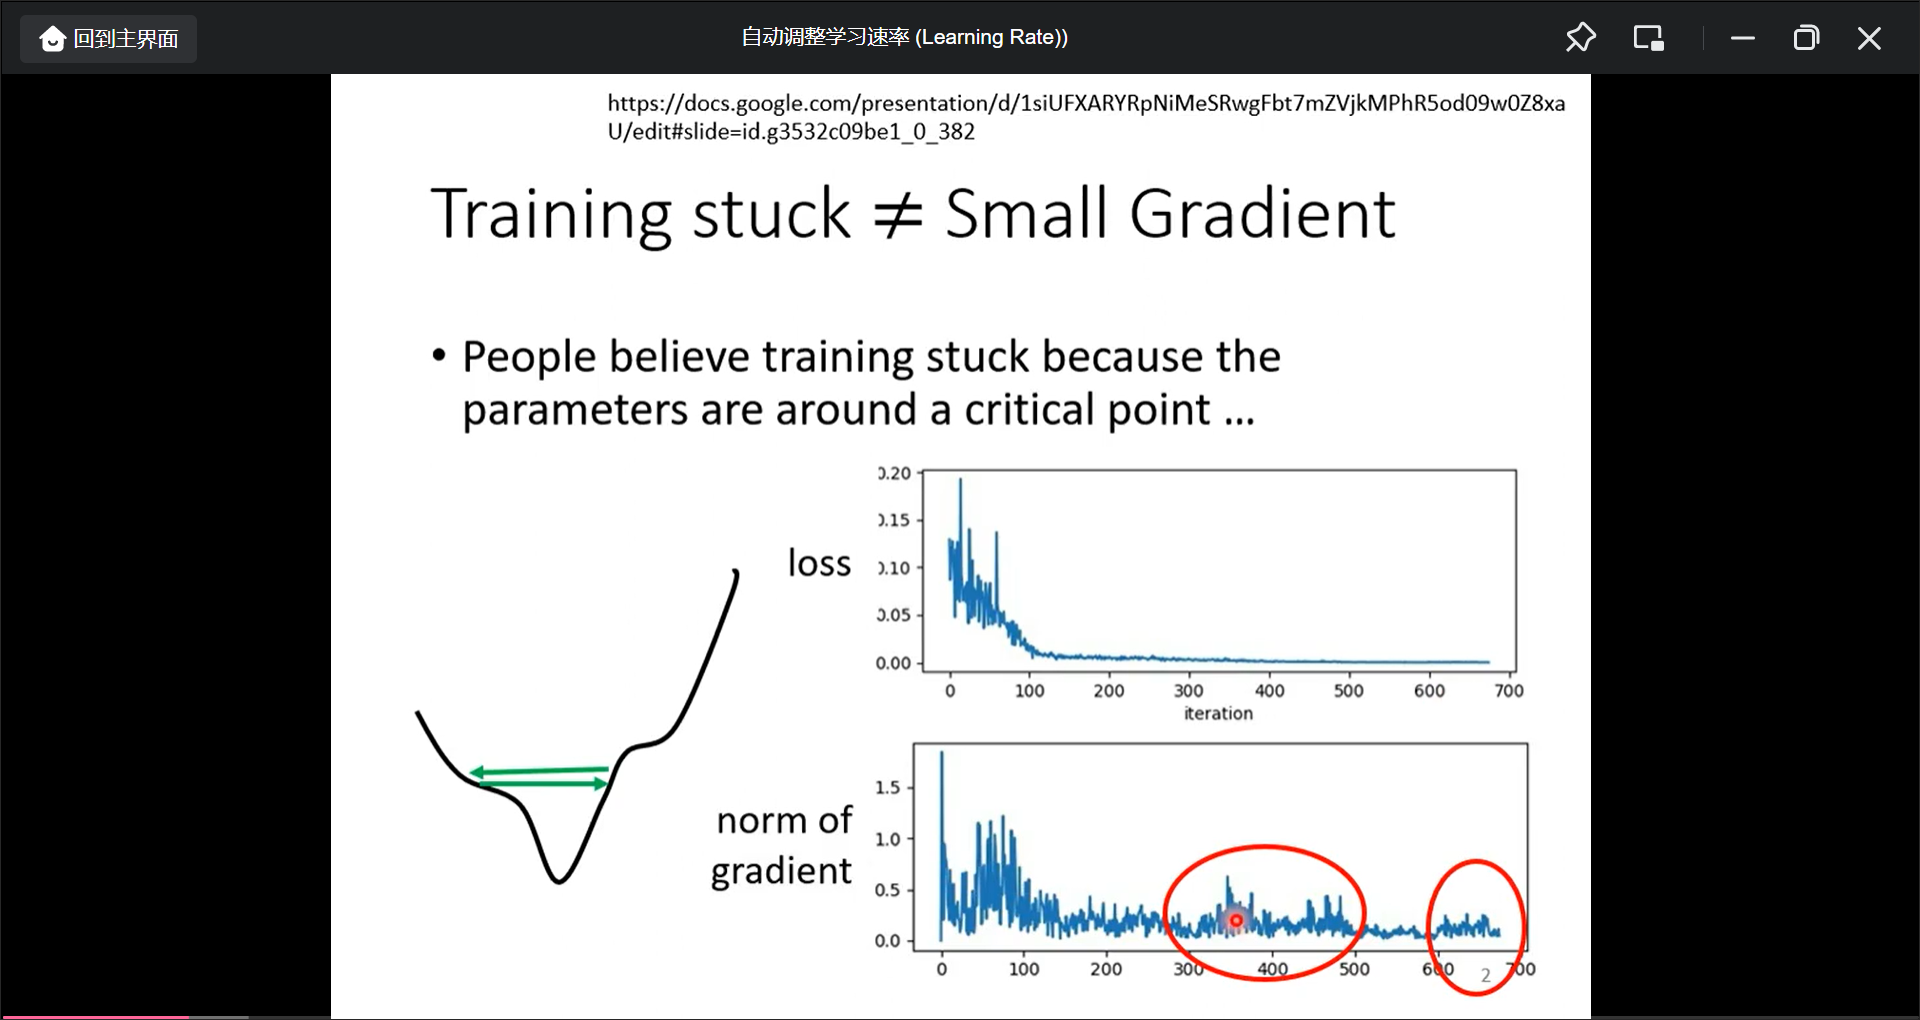 回到主界面
自动调整学习速率 (Learning Rate))
https://docs.google.com/presentation/d/1siUFXARYRpNiMeSRwgFbt7mZVjkMPhR5od09w0Z8xa
U/edit#slide=id.g3532c09be1_0_382
Training stuck ≠ Small Gradient
• People believe training stuck because the
parameters are around a critical point ...
loss
0.20
0.15
0.10
0.05
0.00
0 100 200 300 400 500 600 700
iteration
norm of
gradient
1.5
1.0
0.5
0.0
0 100 200 300 400 500 600 700
2